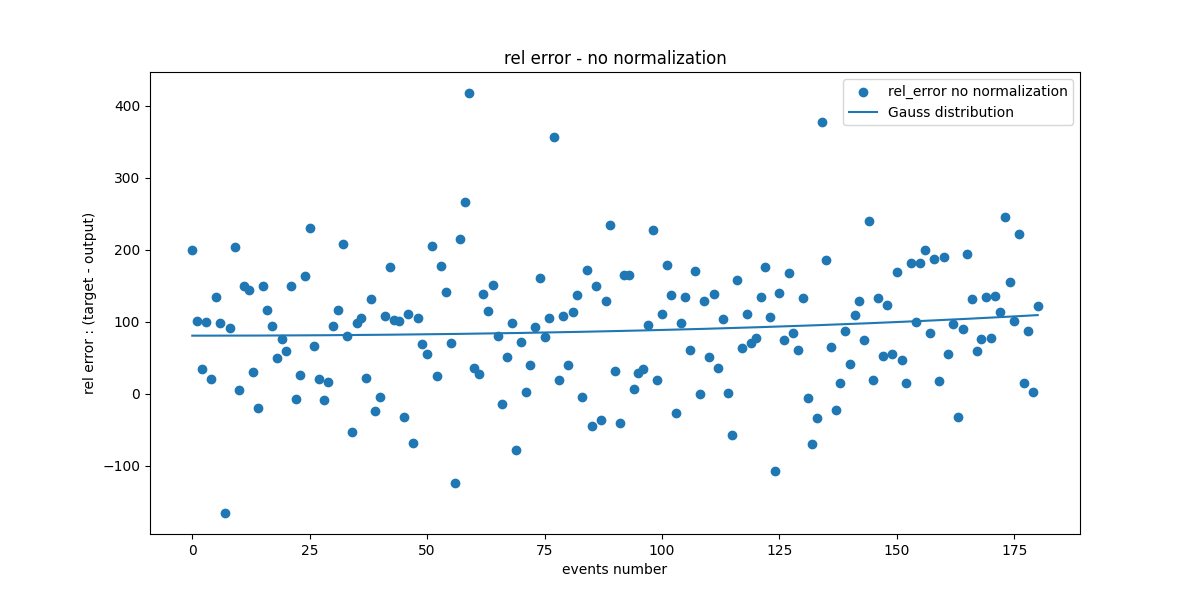 rel error - no normalization
rel_error no normalization
Gauss distribution
400
300
200
100
0
−100
rel error : (target - output)
0 25 50 75 100 125 150 175
events number